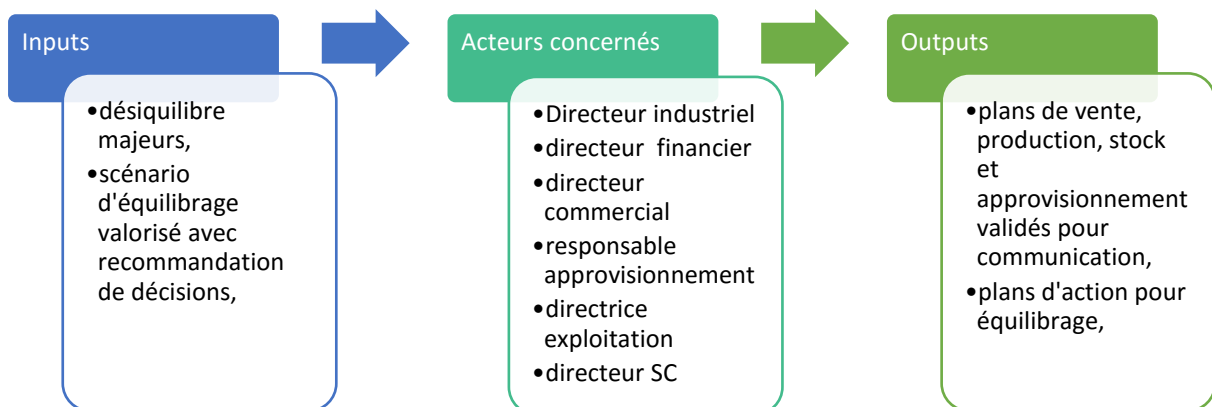 Inputs
•désiquilibre
majeurs,
•scénario
d'équilibrage
valorisé avec
recommandation
de décisions,
Acteurs concernés
•Directeur industriel
•directeur  financier
•directeur
commercial
•responsable
approvisionnement
•directrice
exploitation
•directeur SC
Outputs
•plans de vente,
production, stock
et
approvisionnement
validés pour
communication,
•plans d'action pour
équilibrage,